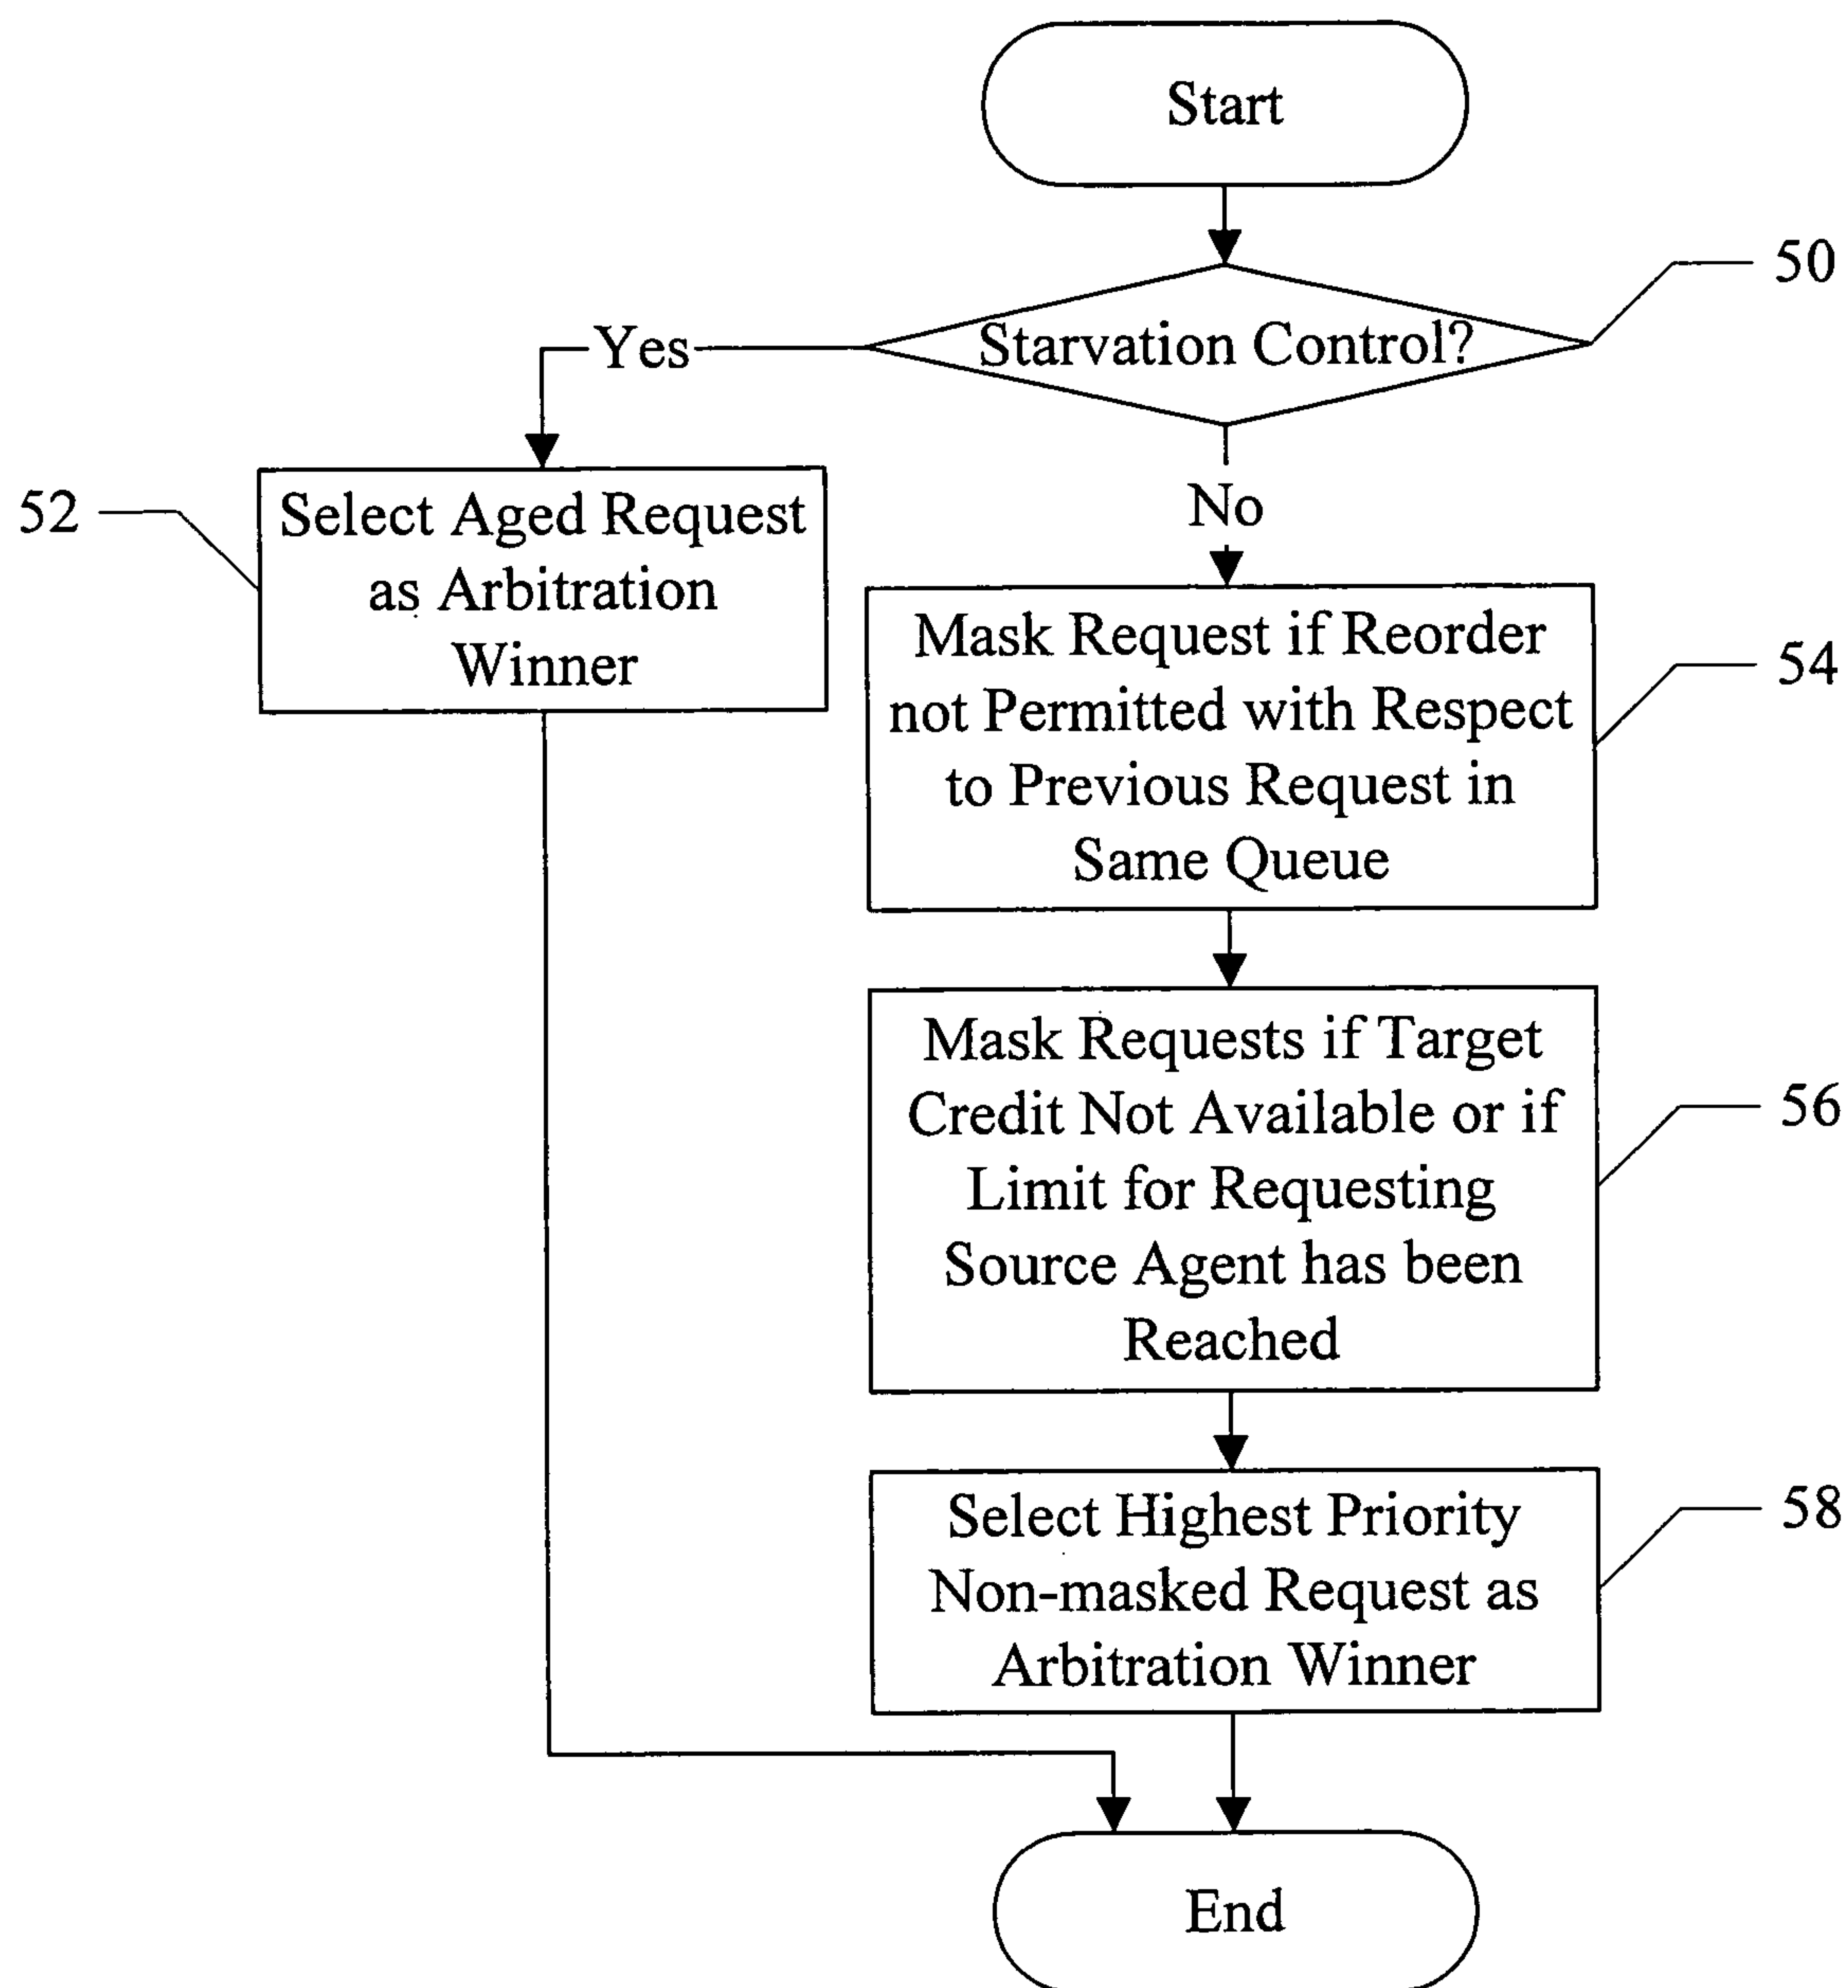 Start
50
Starvation Control?
Yes
No
52
Select Aged Request
as Arbitration
Winner
54
Mask Request if Reorder
not Permitted with Respect
to Previous Request in
Same Queue
56
Mask Requests if Target
Credit Not Available or if
Limit for Requesting
Source Agent has been
Reached
58
Select Highest Priority
Non-masked Request as
Arbitration Winner
End